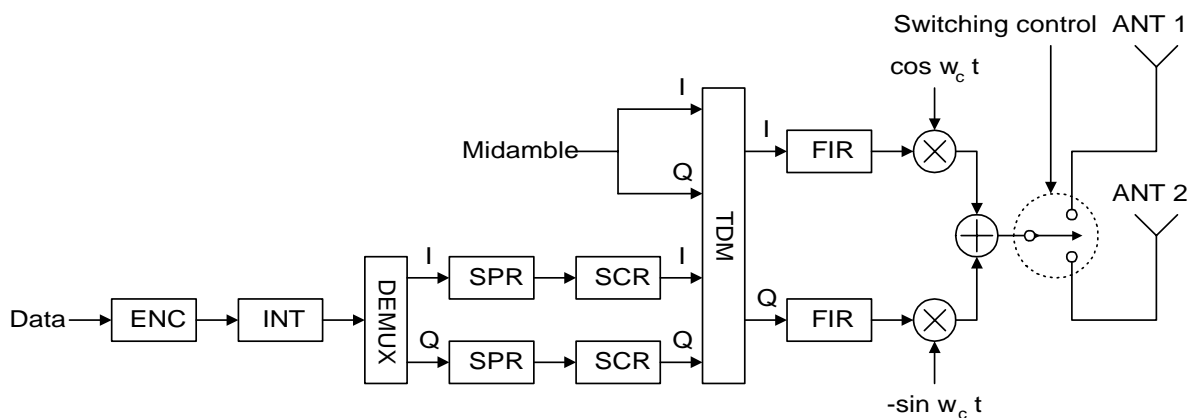 Switching control ANT 1
cos w_c t
I
I
Midamble
FIR
Q
ANT 2
TDM
I
I
SPR
SCR
DEMUX
Q
Data
ENC
INT
FIR
Q
Q
SPR
SCR
-sin w_c t